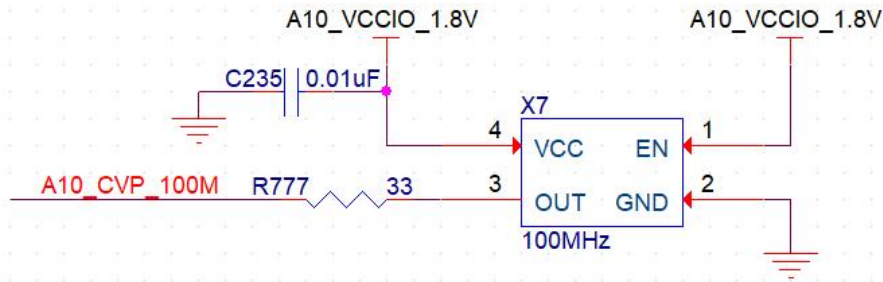 A10_VCCIO_1.8V
A10_VCCIO_1.8V
C235 0.01uF
X7
4 VCC EN 1
A10_CVP_100M R777 33 3 OUT GND 2
100MHz